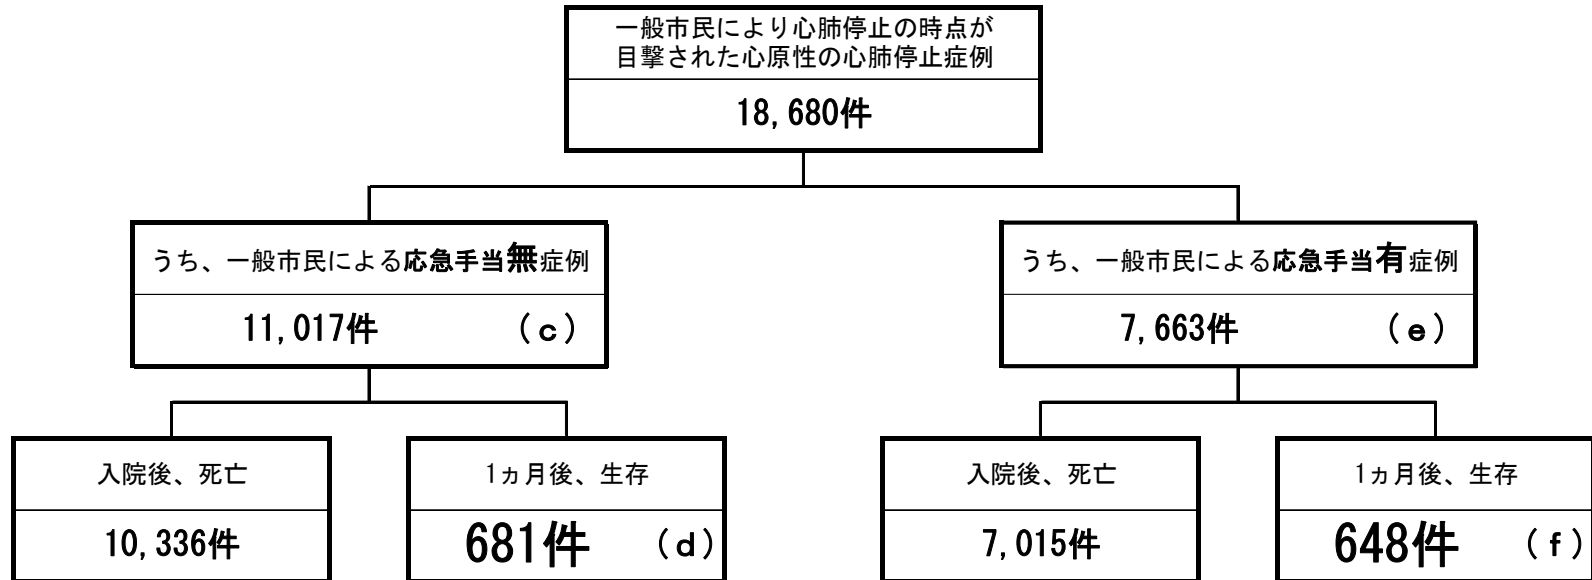 一般市民により心肺停止の時点が
目撃された心原性の心肺停止症例
18,680件
うち、一般市民による応急手当無症例
11,017件 (c)
うち、一般市民による応急手当有症例
7,663件 (e)
入院後、死亡
10,336件
1ヵ月後、生存
681件 (d)
入院後、死亡
7,015件
1ヵ月後、生存
648件 (f)